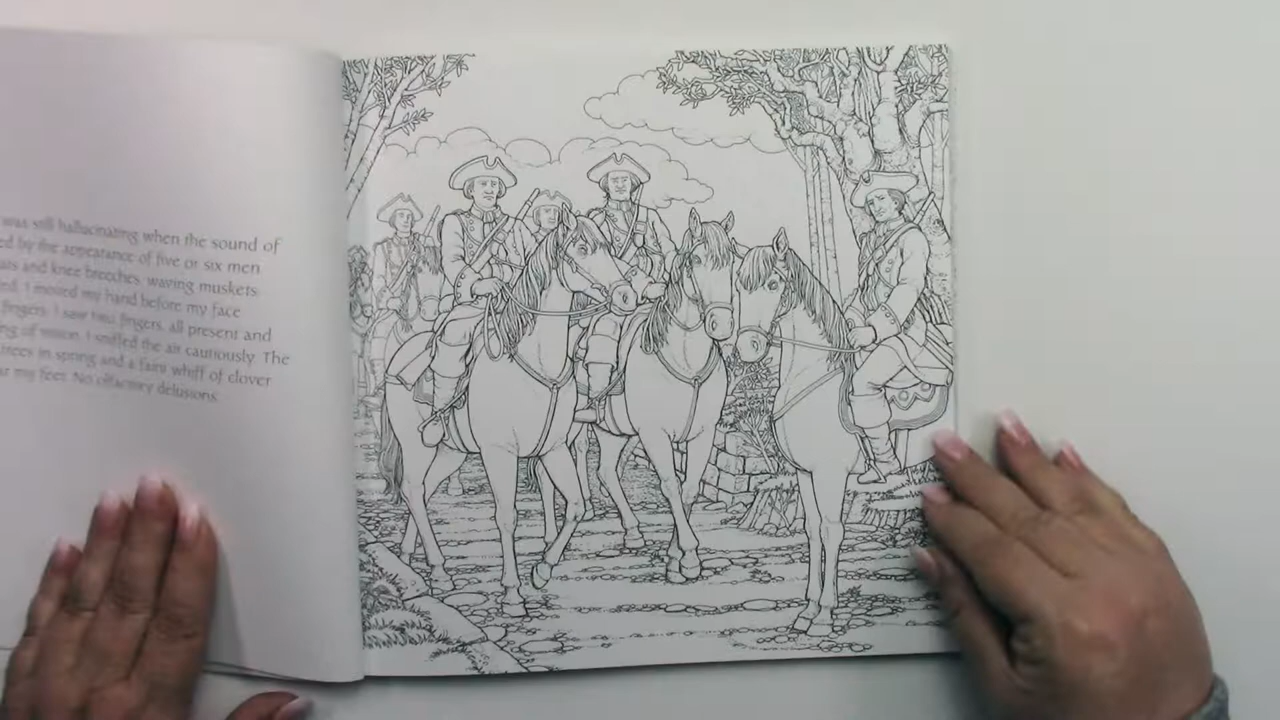 was still hallucinating when the sound of
ed by the appearance of five or six men
ats and knee breeches, waving muskets.
ed. I moved my hand before my face
fingers. I saw two fingers, all present and
ng of vision. I sniffed the air cautiously. The
trees in spring and a faint whiff of clover
at my feet. No olfactory delusions.